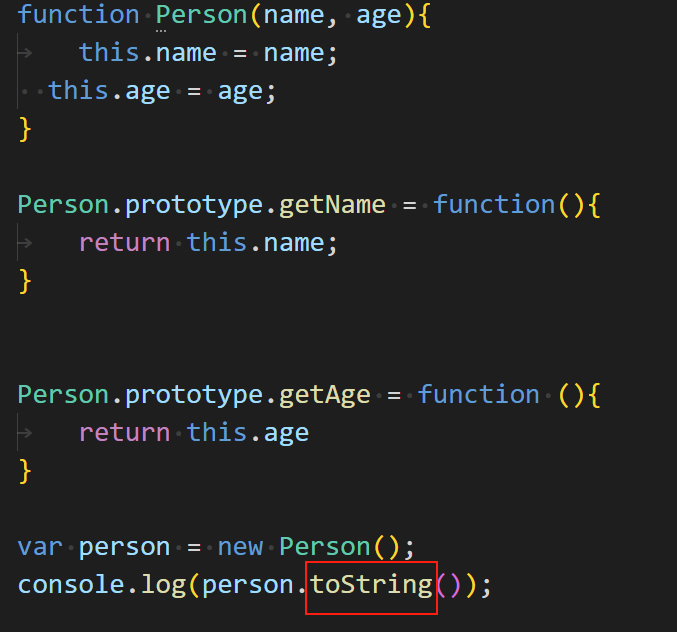 function Person(name, age){
    this.name = name;
  this.age = age;
}
Person.prototype.getName = function(){
    return this.name;
}
Person.prototype.getAge = function (){
    return this.age
}
var person = new Person();
console.log(person.toString());